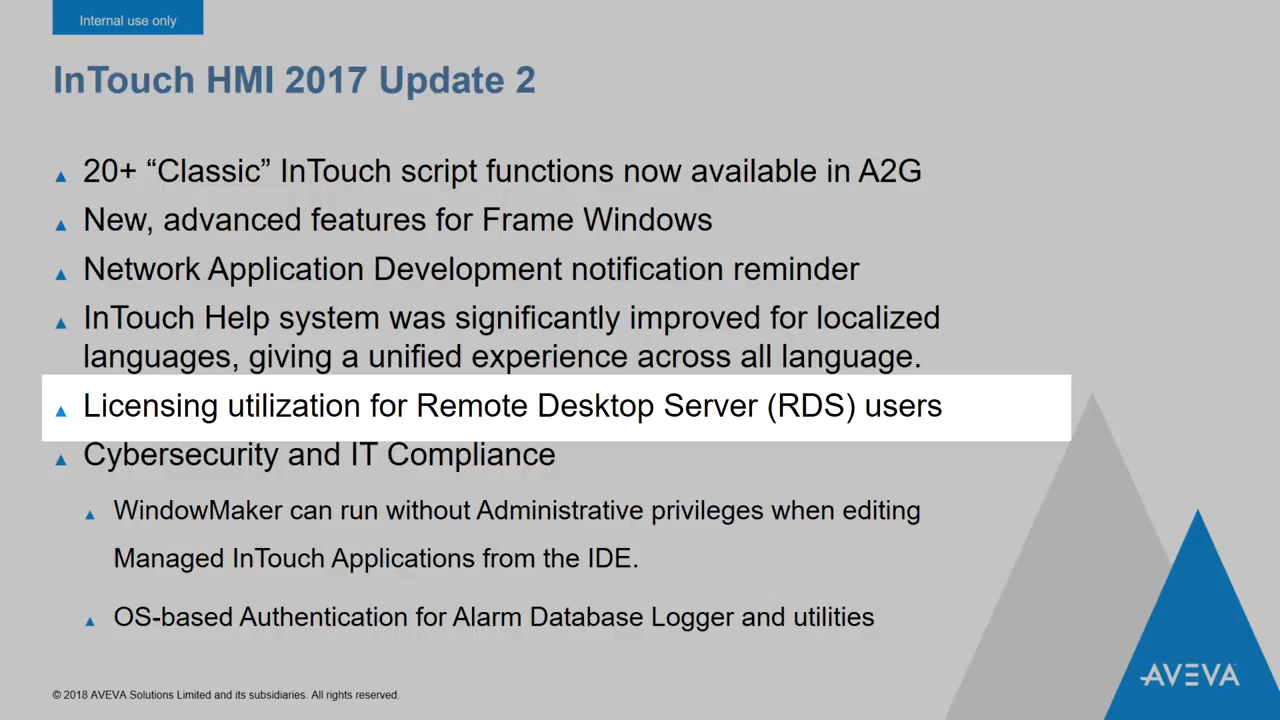 Internal use only
InTouch HMI 2017 Update 2
20+ “Classic” InTouch script functions now available in A2G
New, advanced features for Frame Windows
Network Application Development notification reminder
InTouch Help system was significantly improved for localized
languages, giving a unified experience across all language.
Licensing utilization for Remote Desktop Server (RDS) users
Cybersecurity and IT Compliance
WindowMaker can run without Administrative privileges when editing
Managed InTouch Applications from the IDE.
OS-based Authentication for Alarm Database Logger and utilities
AVEVA
© 2018 AVEVA Solutions Limited and its subsidiaries. All rights reserved.